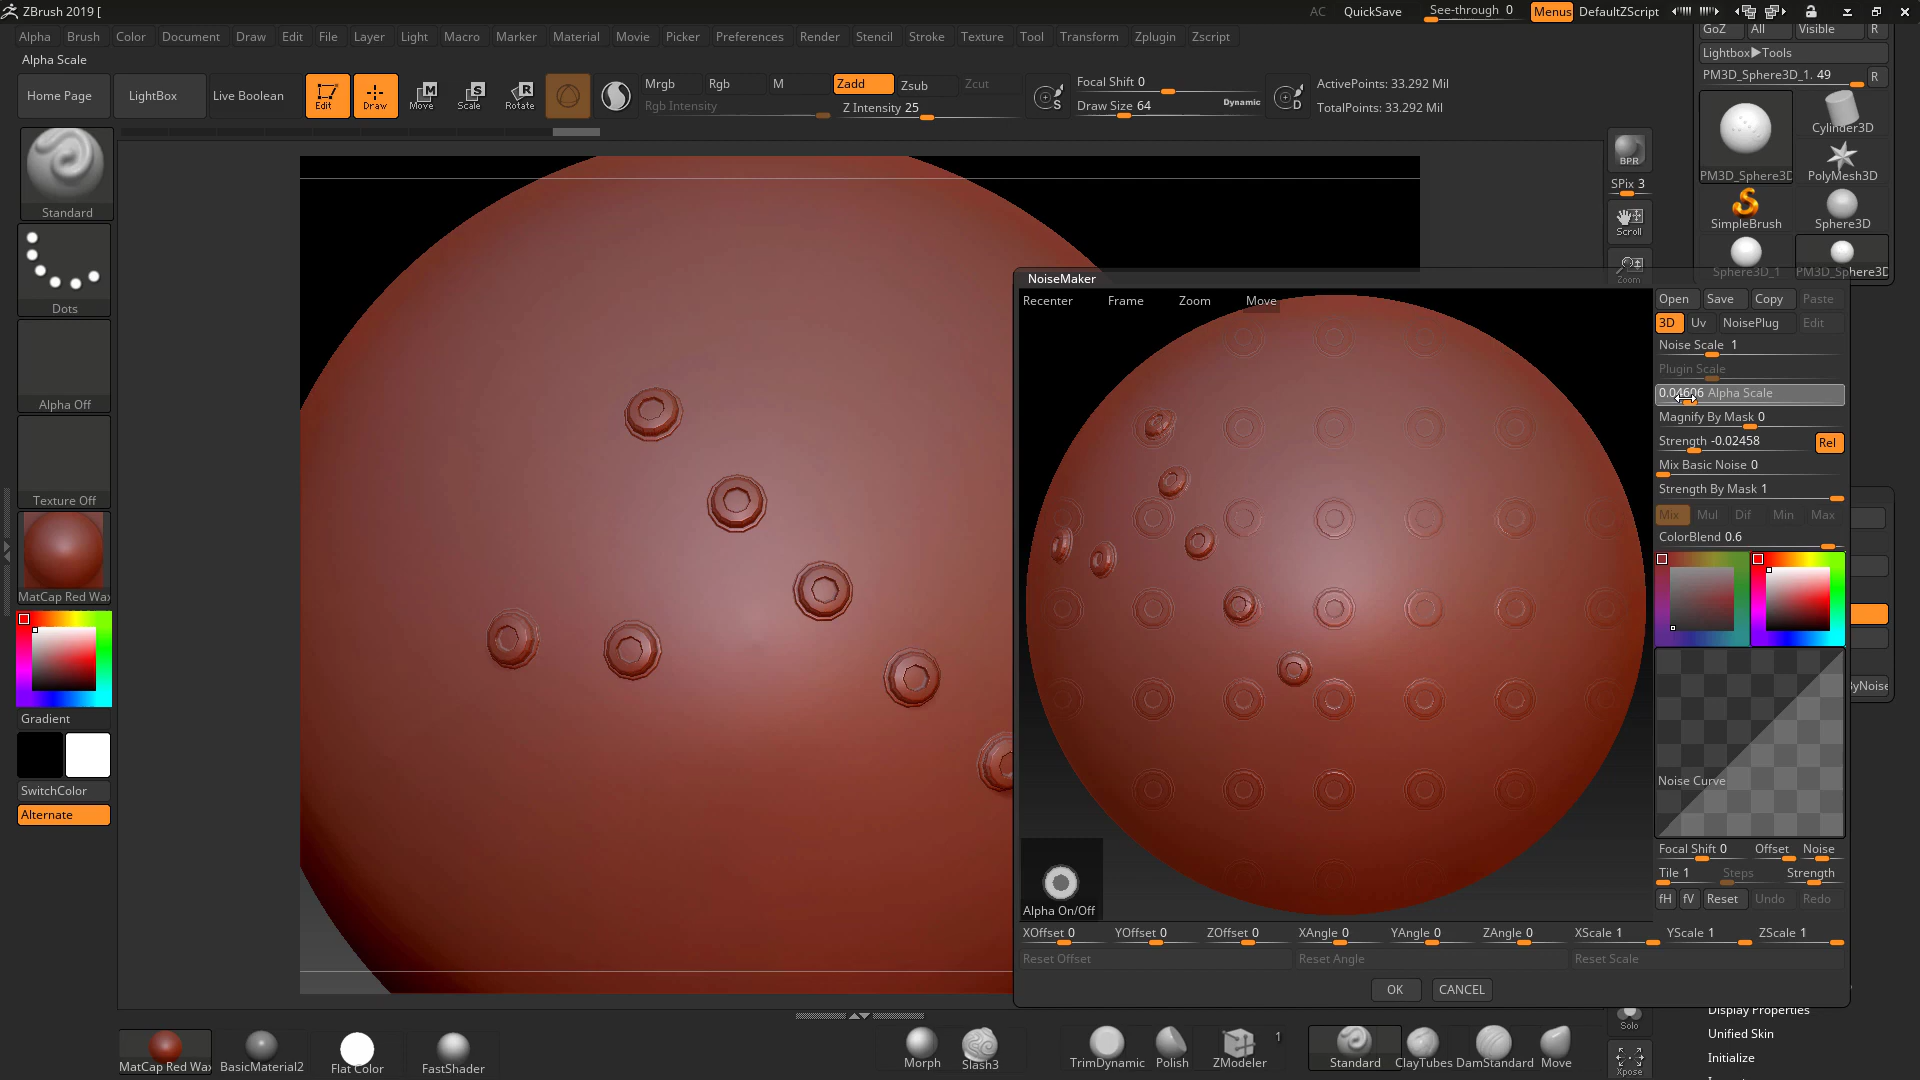 ZBrush 2019 [
AC QuickSave See-through 0 Menus DefaultZScript
Alpha Brush Color Document Draw Edit File Layer Light Macro Marker Material Movie Picker Preferences Render Stencil Stroke Texture Tool Transform Zplugin Zscript
GoZ All Visible R
Alpha Scale
Lightbox▶Tools
PM3D_Sphere3D_1. 49 R
Home Page LightBox Live Boolean Edit Draw Move Scale Rotate
Mrgb Rgb M Zadd Zsub Zcut
Rgb Intensity Z Intensity 25
Focal Shift 0
Draw Size 64 Dynamic
ActivePoints: 33.292 Mil
TotalPoints: 33.292 Mil
Standard
Dots
Alpha Off
Texture Off
MatCap Red Wax
Gradient
SwitchColor
Alternate
BPR
SPix 3
Scroll
Zoom
Cylinder3D
PM3D_Sphere3D PolyMesh3D
SimpleBrush Sphere3D
Sphere3D_1 PM3D_Sphere3D
NoiseMaker
Recenter Frame Zoom Move
Open Save Copy Paste
3D Uv NoisePlug Edit
Noise Scale 1
Plugin Scale
0.04606 Alpha Scale
Magnify By Mask 0
Strength -0.02458 Rel
Mix Basic Noise 0
Strength By Mask 1
Mix Mul Dif Min Max
ColorBlend 0.6
ByNoise
Noise Curve
Focal Shift 0 Offset Noise
Tile 1 Steps Strength
fH fV Reset Undo Redo
Alpha On/Off
XOffset 0 YOffset 0 ZOffset 0 XAngle 0 YAngle 0 ZAngle 0 XScale 1 YScale 1 ZScale 1
Reset Offset Reset Angle Reset Scale
OK CANCEL
Display Properties
Unified Skin
Initialize
Solo
Xpose
MatCap Red Wax BasicMaterial2 Flat Color FastShader Morph Slash3 TrimDynamic Polish ZModeler 1 Standard ClayTubes DamStandard Move